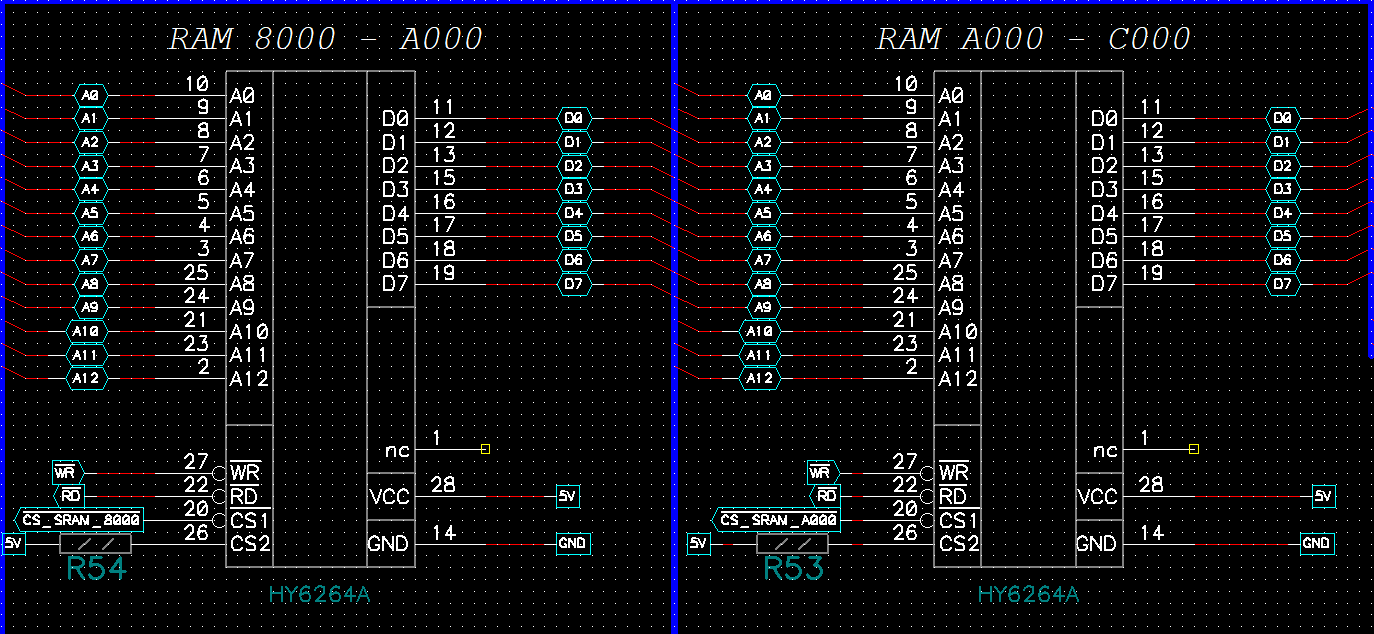 RAM 8000 - A000
A0 10 A0
A1 9 A1 D0 11 D0
A2 8 A2 D1 12 D1
A3 7 A3 D2 13 D2
A4 6 A4 D3 15 D3
A5 5 A5 D4 16 D4
A6 4 A6 D5 17 D5
A7 3 A7 D6 18 D6
A8 25 A8 D7 19 D7
A9 24 A9
A10 21 A10
A11 23 A11
A12 2 A12
nc 1
WR 27 WR
RD 22 RD VCC 28 5V
CS_SRAM_8000 20 CS1
5V 26 CS2 GND 14 GND
R54
HY6264A
RAM A000 - C000
A0 10 A0
A1 9 A1 D0 11 D0
A2 8 A2 D1 12 D1
A3 7 A3 D2 13 D2
A4 6 A4 D3 15 D3
A5 5 A5 D4 16 D4
A6 4 A6 D5 17 D5
A7 3 A7 D6 18 D6
A8 25 A8 D7 19 D7
A9 24 A9
A10 21 A10
A11 23 A11
A12 2 A12
nc 1
WR 27 WR
RD 22 RD VCC 28 5V
CS_SRAM_A000 20 CS1
5V 26 CS2 GND 14 GND
R53
HY6264A